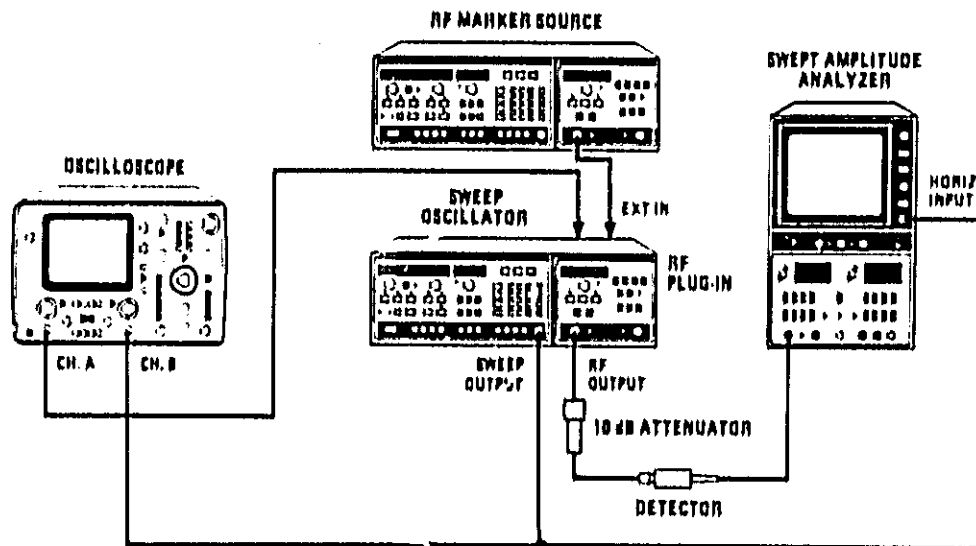 RF MARKER SOURCE
SWEPT AMPLITUDE
ANALYZER
OSCILLOSCOPE
HORIZ
INPUT
SWEEP
OSCILLATOR
EXT IN
RF
PLUG-IN
CH. A
CH. B
SWEEP
OUTPUT
RF
OUTPUT
10 dB ATTENUATOR
DETECTOR